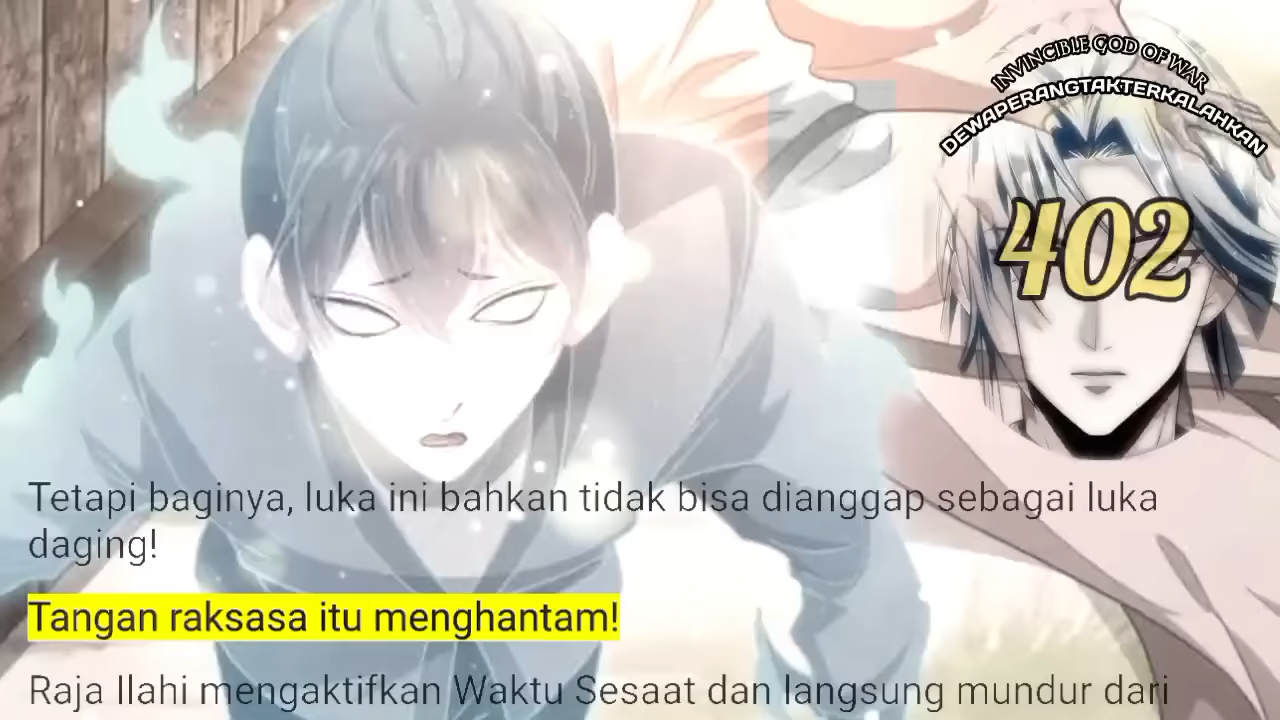 INVINCIBLE GOD OF WAR
DEWAPERANGTAKTERKALAHKAN
402
Tetapi baginya, luka ini bahkan tidak bisa dianggap sebagai luka
daging!
Tangan raksasa itu menghantam!
Raja Ilahi mengaktifkan Waktu Sesaat dan langsung mundur dari